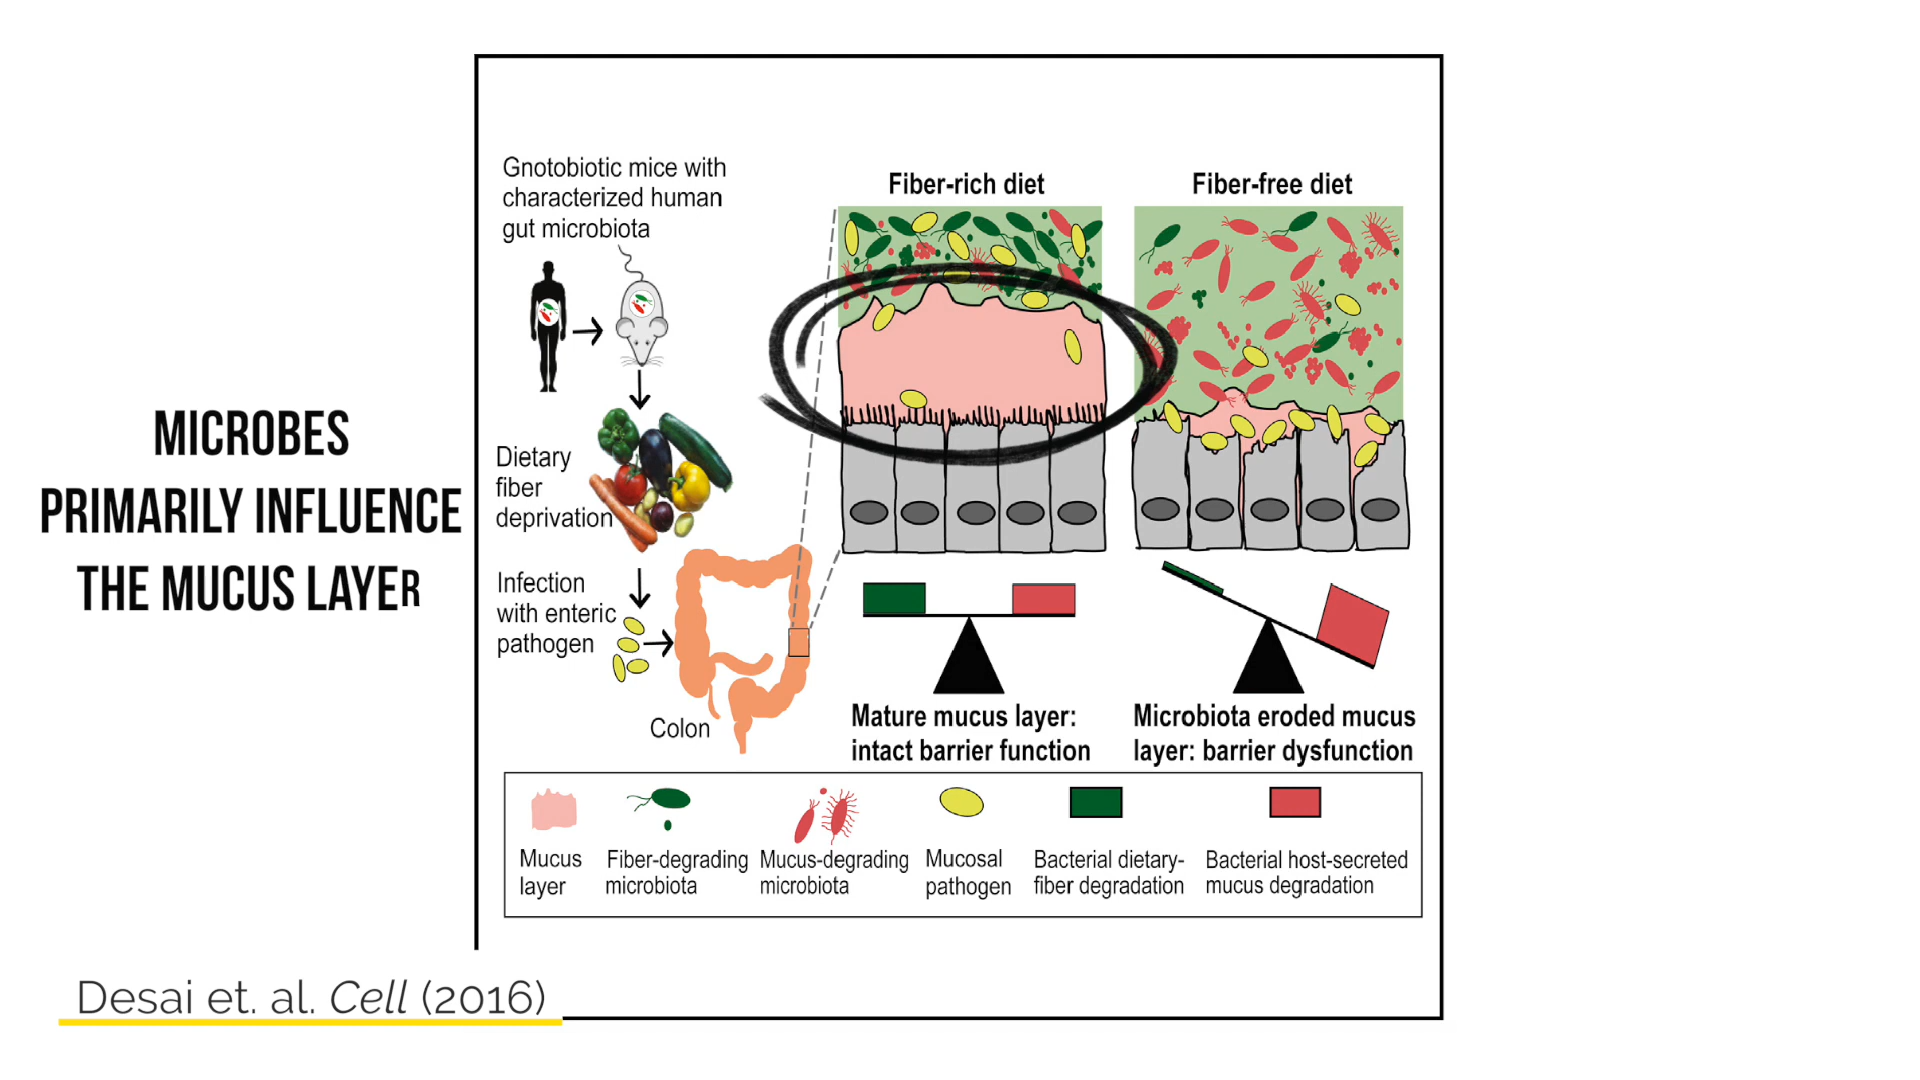 MICROBES
PRIMARILY INFLUENCE
THE MUCUS LAYER
Gnotobiotic mice with
characterized human
gut microbiota
Dietary
fiber
deprivation
Infection
with enteric
pathogen
Colon
Fiber-rich diet
Fiber-free diet
Mature mucus layer:
intact barrier function
Microbiota eroded mucus
layer: barrier dysfunction
Mucus
layer
Fiber-degrading
microbiota
Mucus-degrading
microbiota
Mucosal
pathogen
Bacterial dietary-
fiber degradation
Bacterial host-secreted
mucus degradation
Desai et. al. Cell (2016)